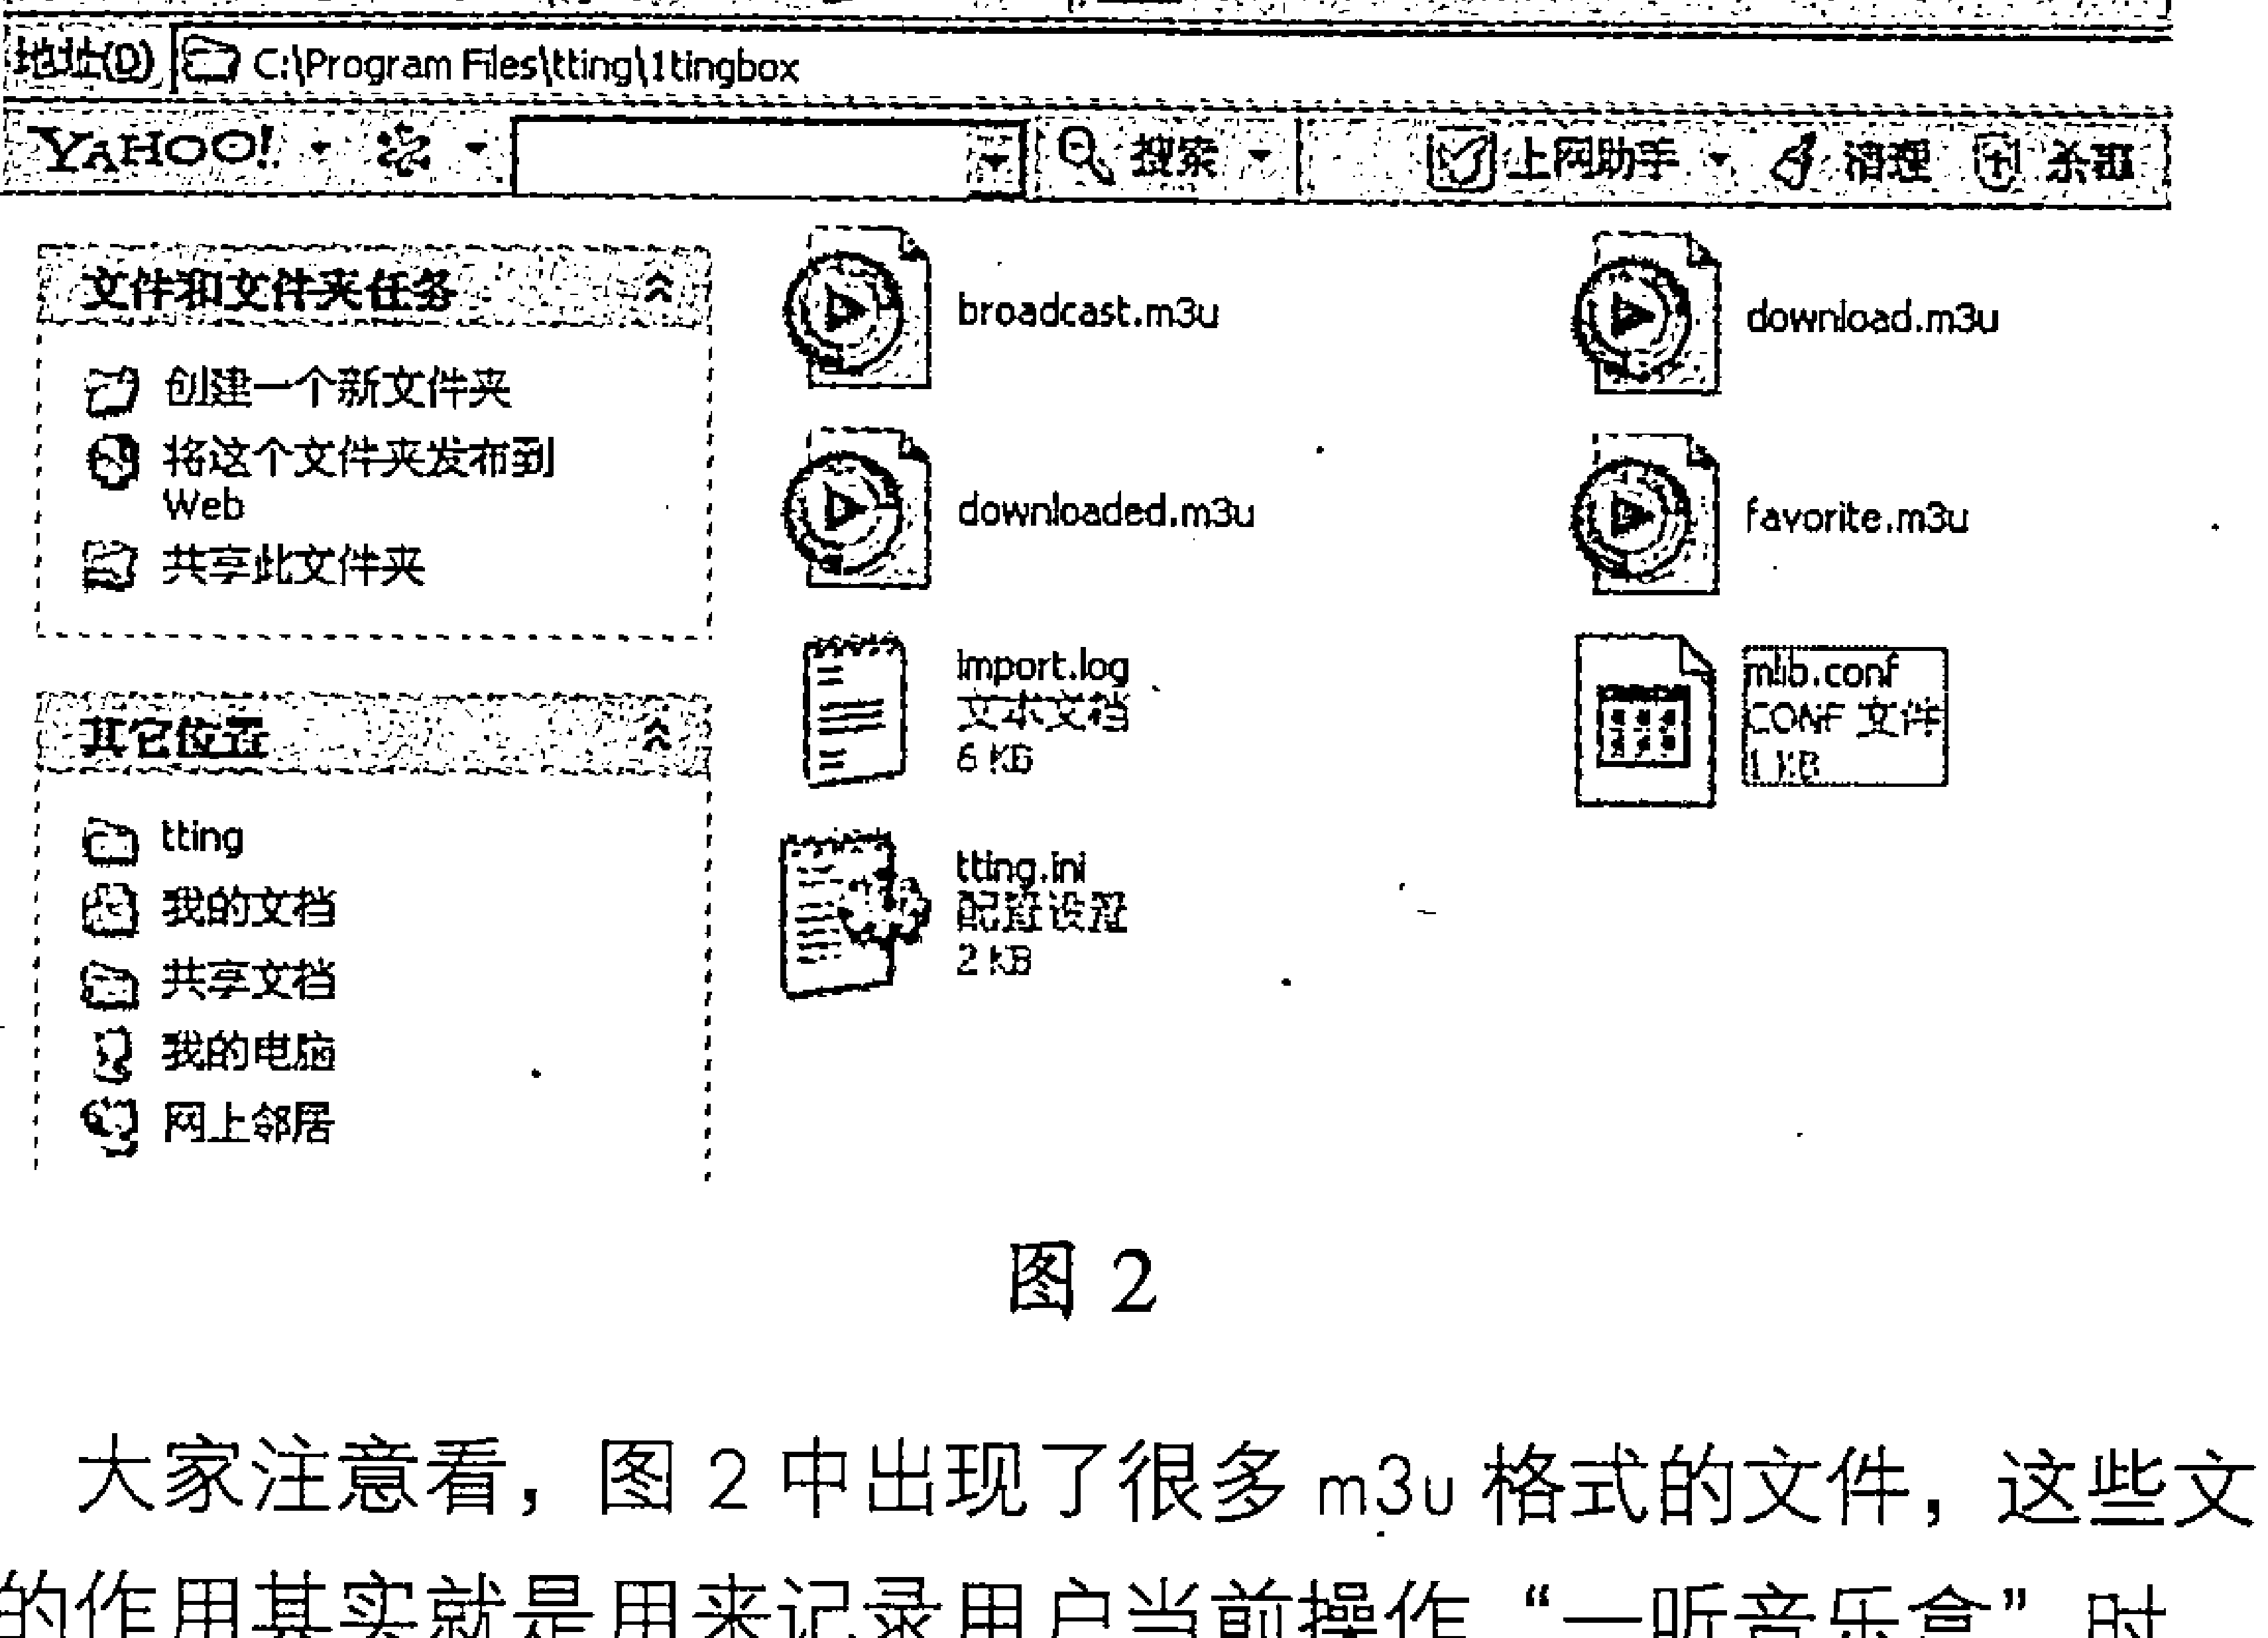 地址(D) C:\Program Files\tting\1tingbox
YAHOO! 搜索 上网助手 清理 杀毒
文件和文件夹任务
创建一个新文件夹
将这个文件夹发布到
Web
共享此文件夹
其它位置
tting
我的文档
共享文档
我的电脑
网上邻居
broadcast.m3u
download.m3u
downloaded.m3u
favorite.m3u
import.log
文本文档
6 KB
mlib.conf
CONF 文件
1 KB
tting.ini
配置设置
2 KB
图 2
大家注意看，图 2 中出现了很多 m3u 格式的文件，这些文
的作用其实就是用来记录用户当前操作“一听音乐盒”时